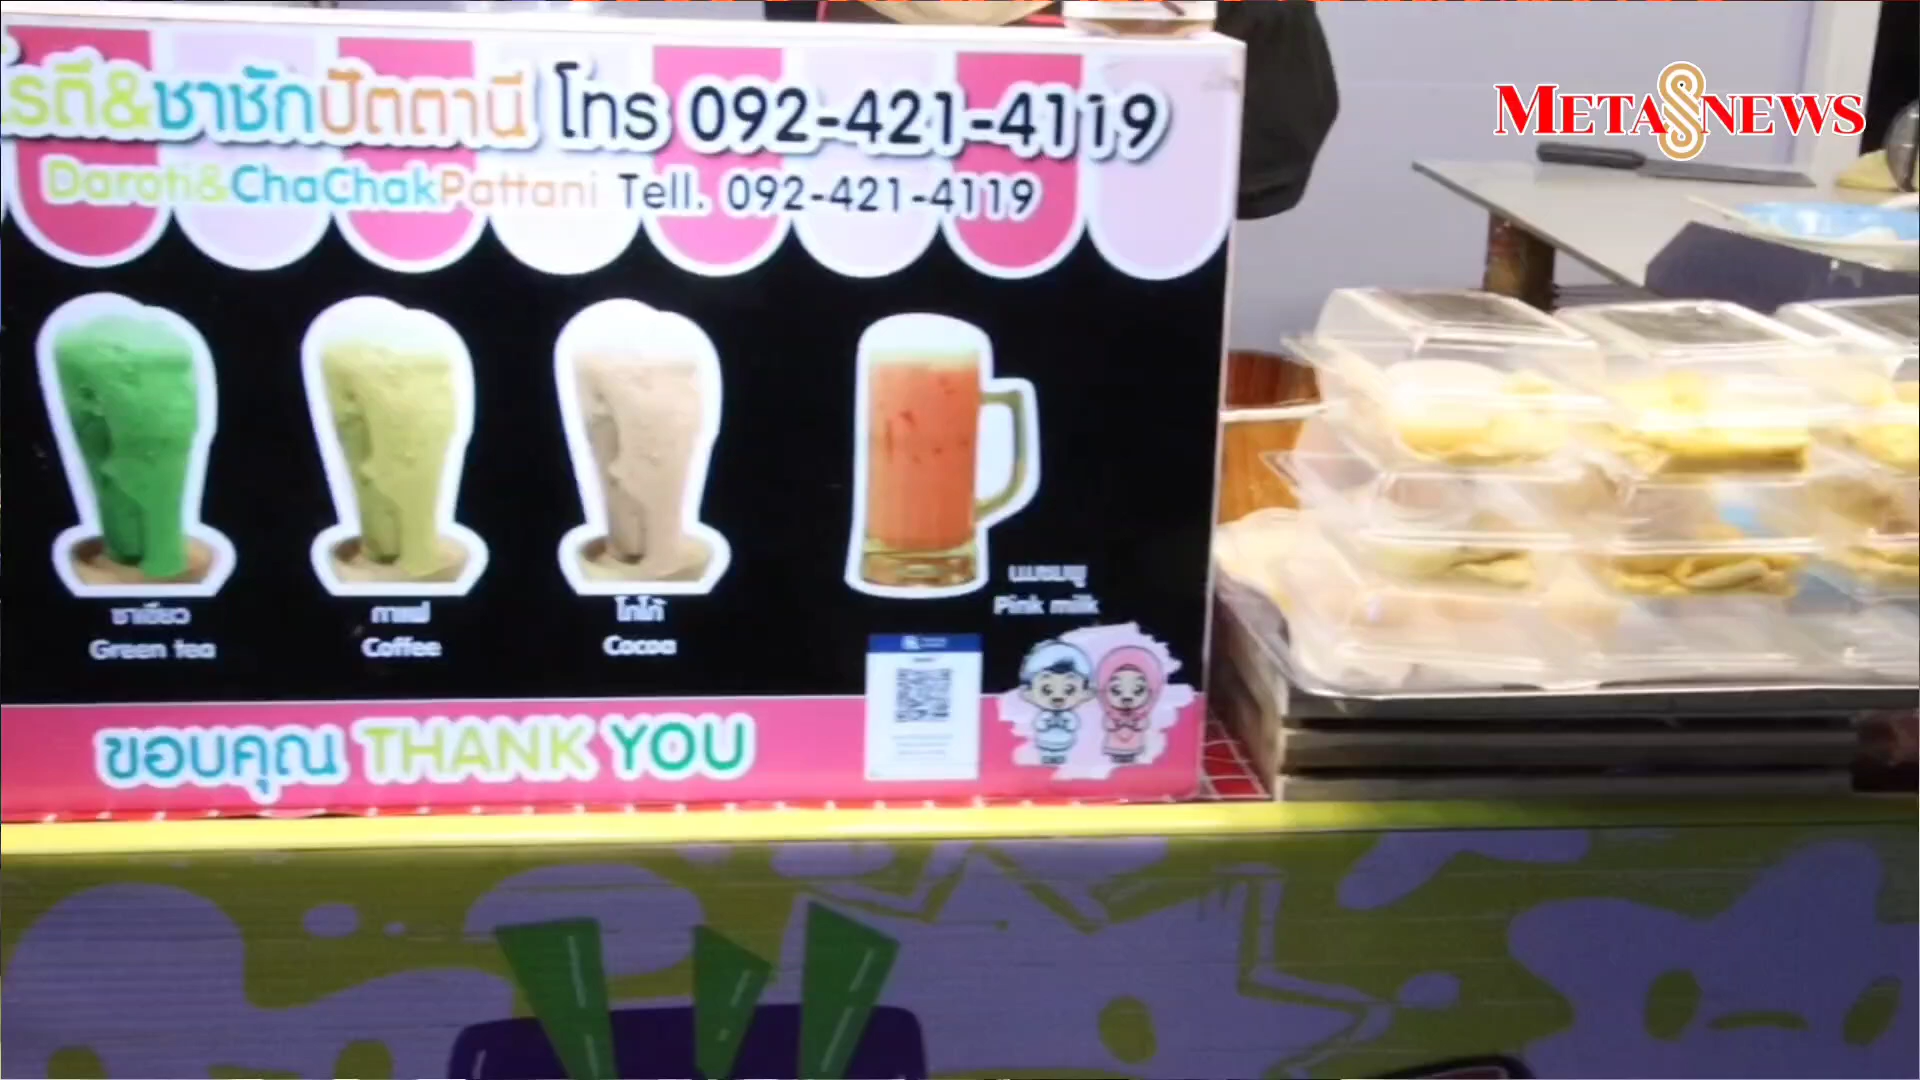 โรตี&ชาชักปัตตานี โทร 092-421-4119
Daroti&ChaChakPattani Tell. 092-421-4119
METASNEWS
ชาเขียว
Green tea
กาแฟ
Coffee
โกโก้
Cocoa
นมชมพู
Pink milk
ขอบคุณ THANK YOU